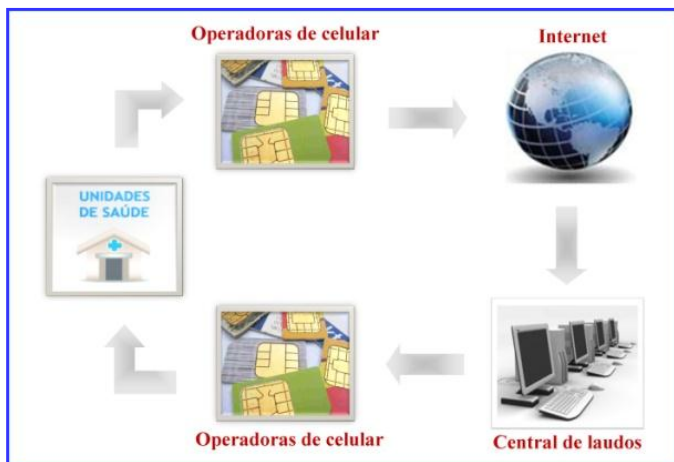 Operadoras de celular
Internet
UNIDADES
DE SAÚDE
Operadoras de celular
Central de laudos